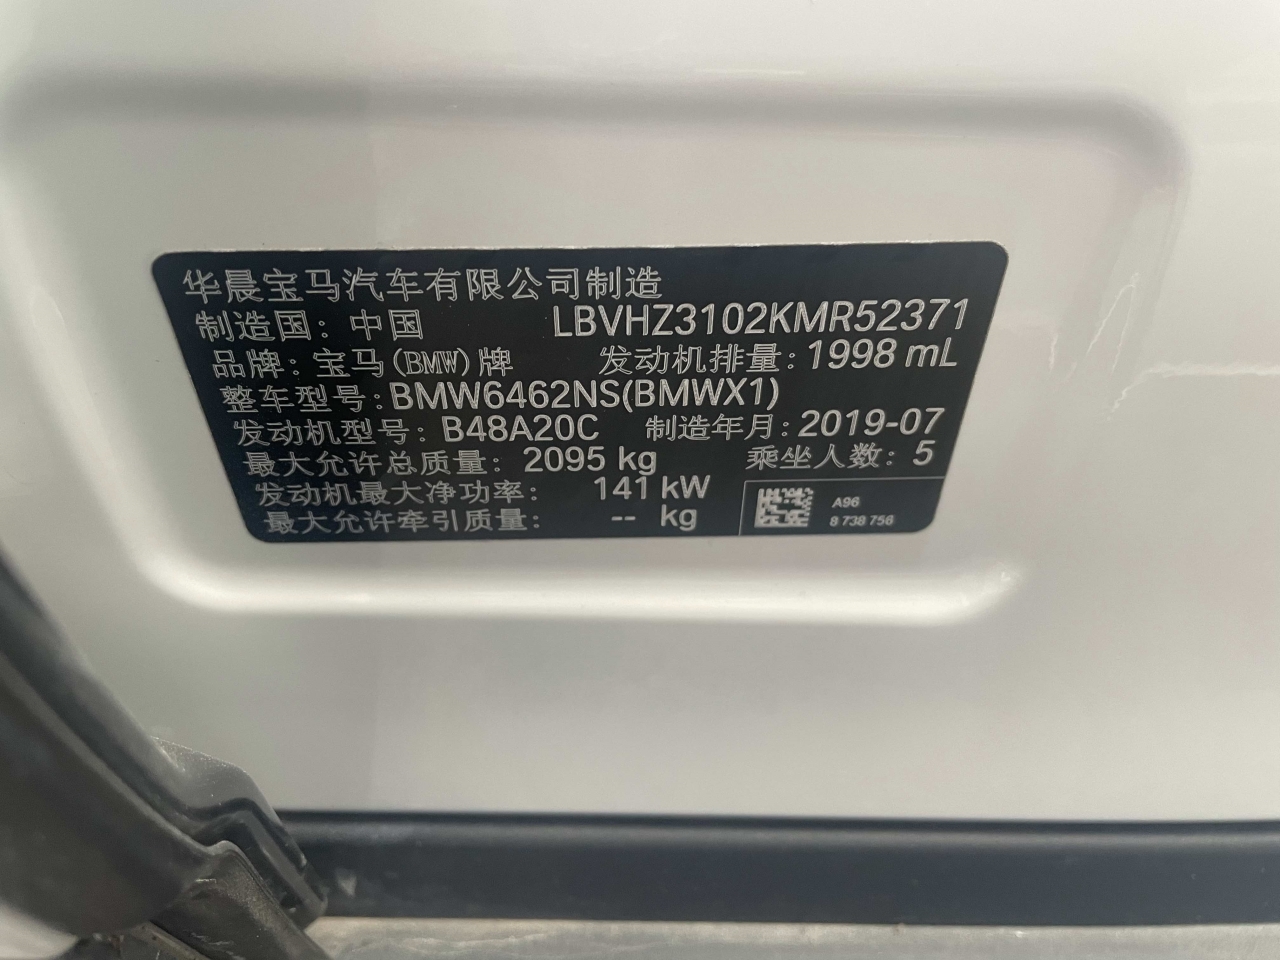 华晨宝马汽车有限公司制造
制造国：中国 LBVHZ3102KMR52371
品牌：宝马(BMW)牌 发动机排量：1998 mL
整车型号：BMW6462NS(BMWX1)
发动机型号：B48A20C 制造年月：2019-07
最大允许总质量：2095 kg 乘坐人数：5
发动机最大净功率：141 kW
最大允许牵引质量：-- kg
A96
8 738 756